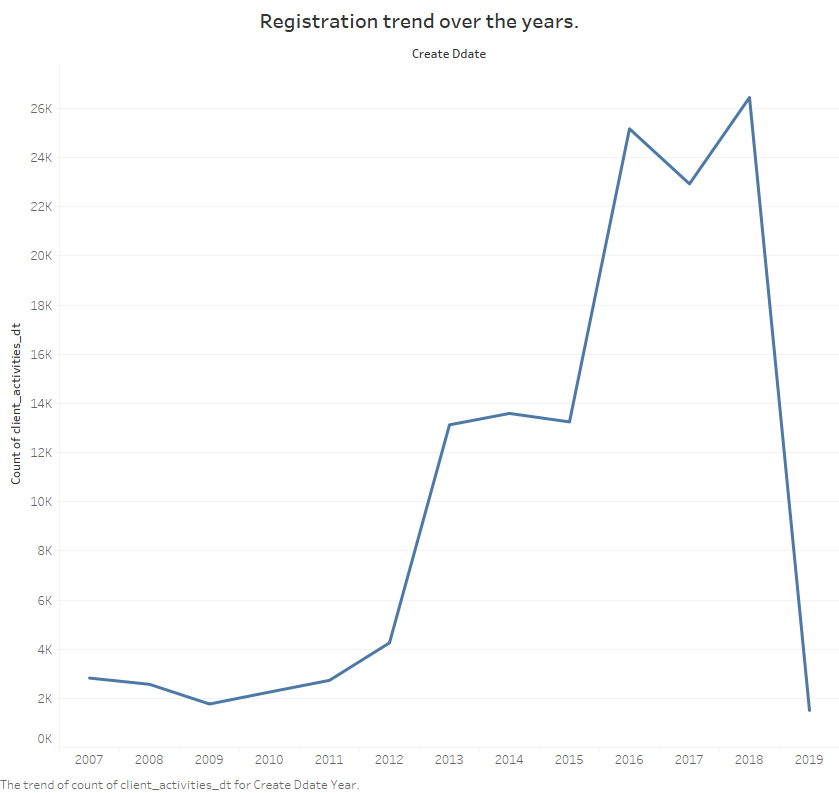 Registration trend over the years.
Create Ddate
Count of client_activities_dt
26K
24K
22K
20K
18K
16K
14K
12K
10K
8K
6K
4K
2K
0K
2007 2008 2009 2010 2011 2012 2013 2014 2015 2016 2017 2018 2019
The trend of count of client_activities_dt for Create Ddate Year.